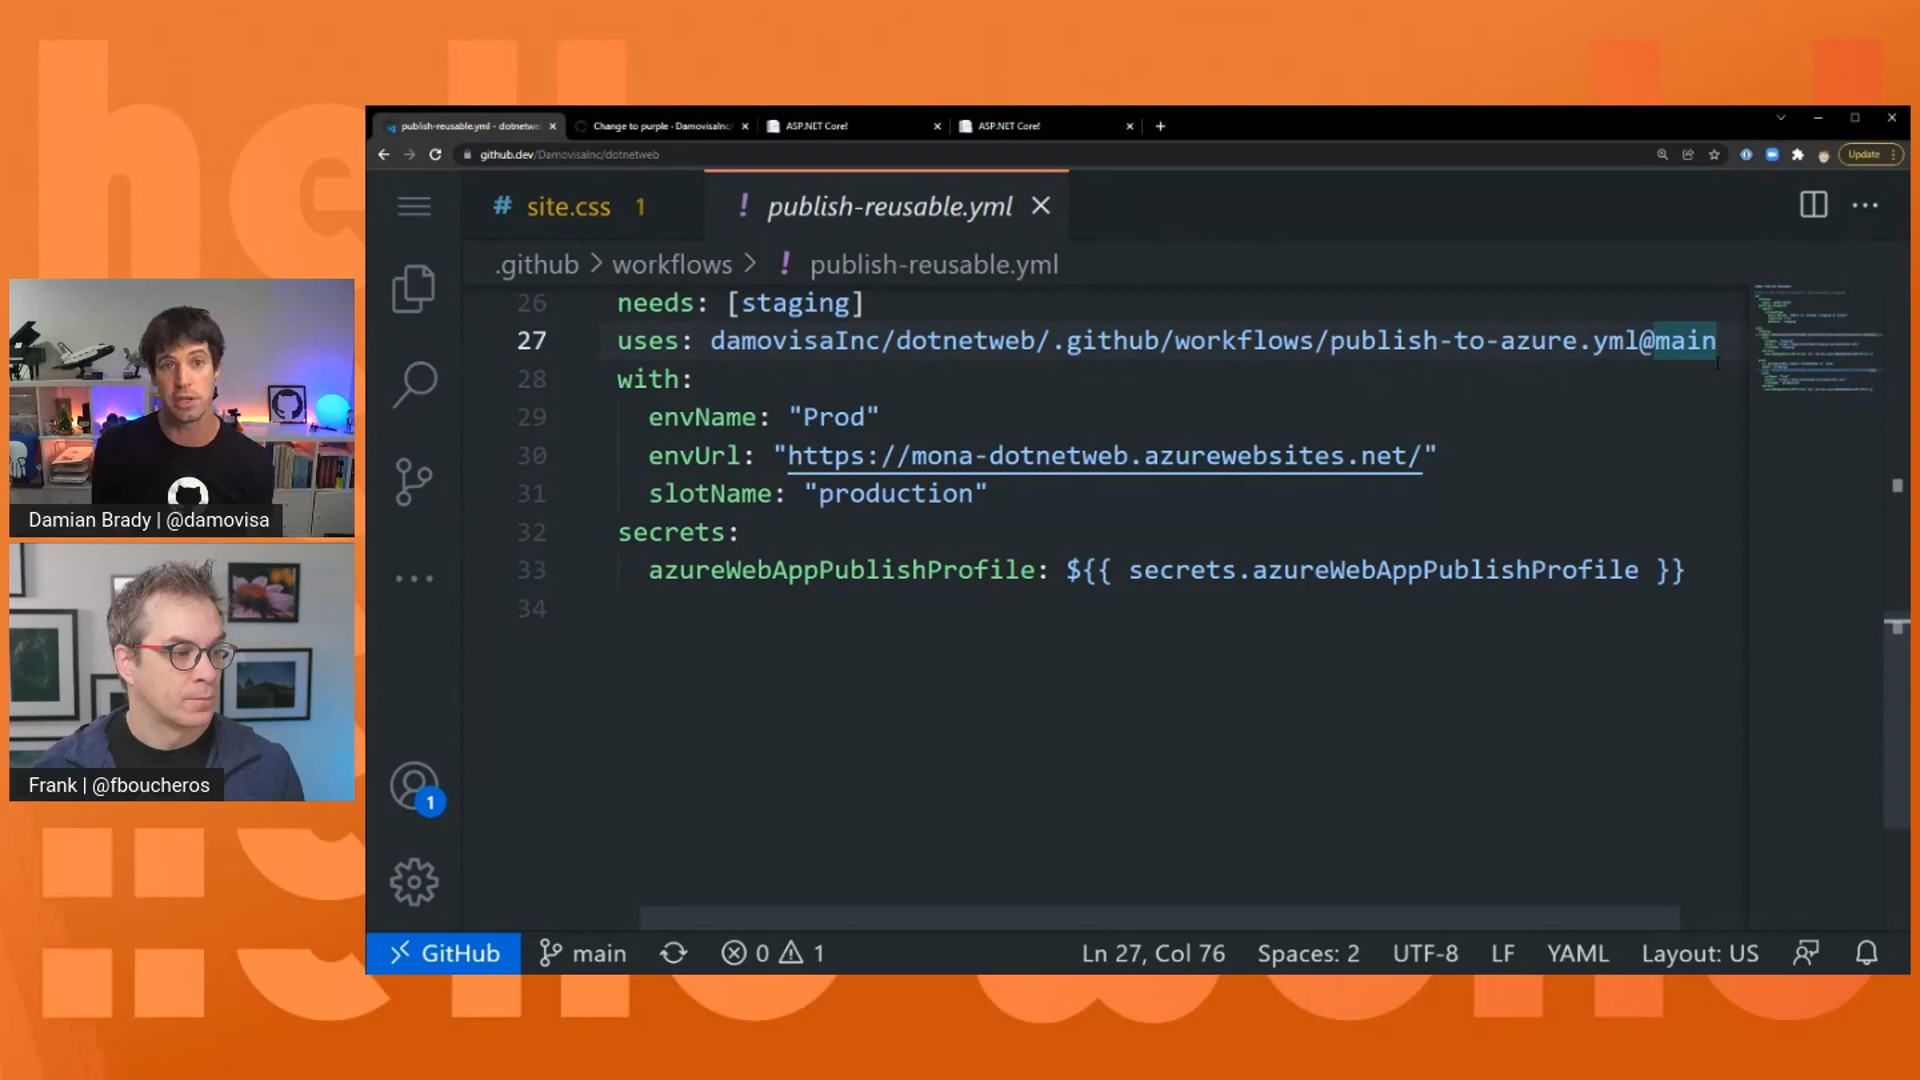 publish-reusable.yml - dotnetwe
Change to purple - DamovisaInc/
ASP.NET Core!
ASP.NET Core!
github.dev/DamovisaInc/dotnetweb
Update
# site.css 1
! publish-reusable.yml
.github > workflows > ! publish-reusable.yml
26 needs: [staging]
27 uses: damovisaInc/dotnetweb/.github/workflows/publish-to-azure.yml@main
28 with:
29 envName: "Prod"
30 envUrl: "https://mona-dotnetweb.azurewebsites.net/"
31 slotName: "production"
32 secrets:
33 azureWebAppPublishProfile: ${{ secrets.azureWebAppPublishProfile }}
34
1
GitHub main 0 1 Ln 27, Col 76 Spaces: 2 UTF-8 LF YAML Layout: US
Damian Brady | @damovisa
Frank | @fboucheros